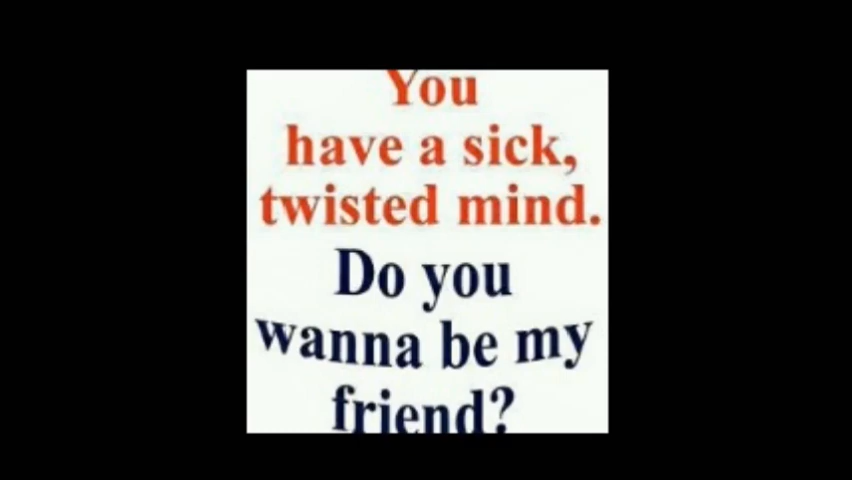 You
have a sick,
twisted mind.
Do you
wanna be my
friend?